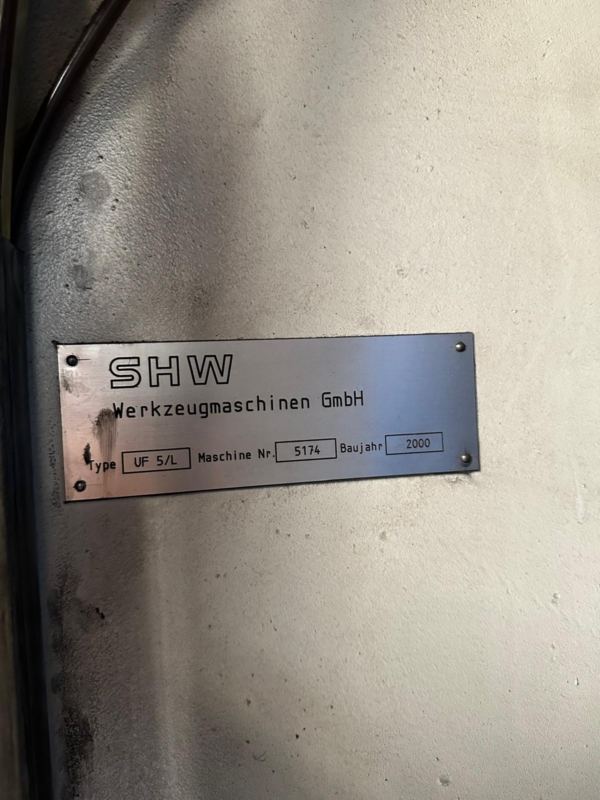 SHW
Werkzeugmaschinen GmbH
Type UF 5/L Maschine Nr. 5174 Baujahr 2000